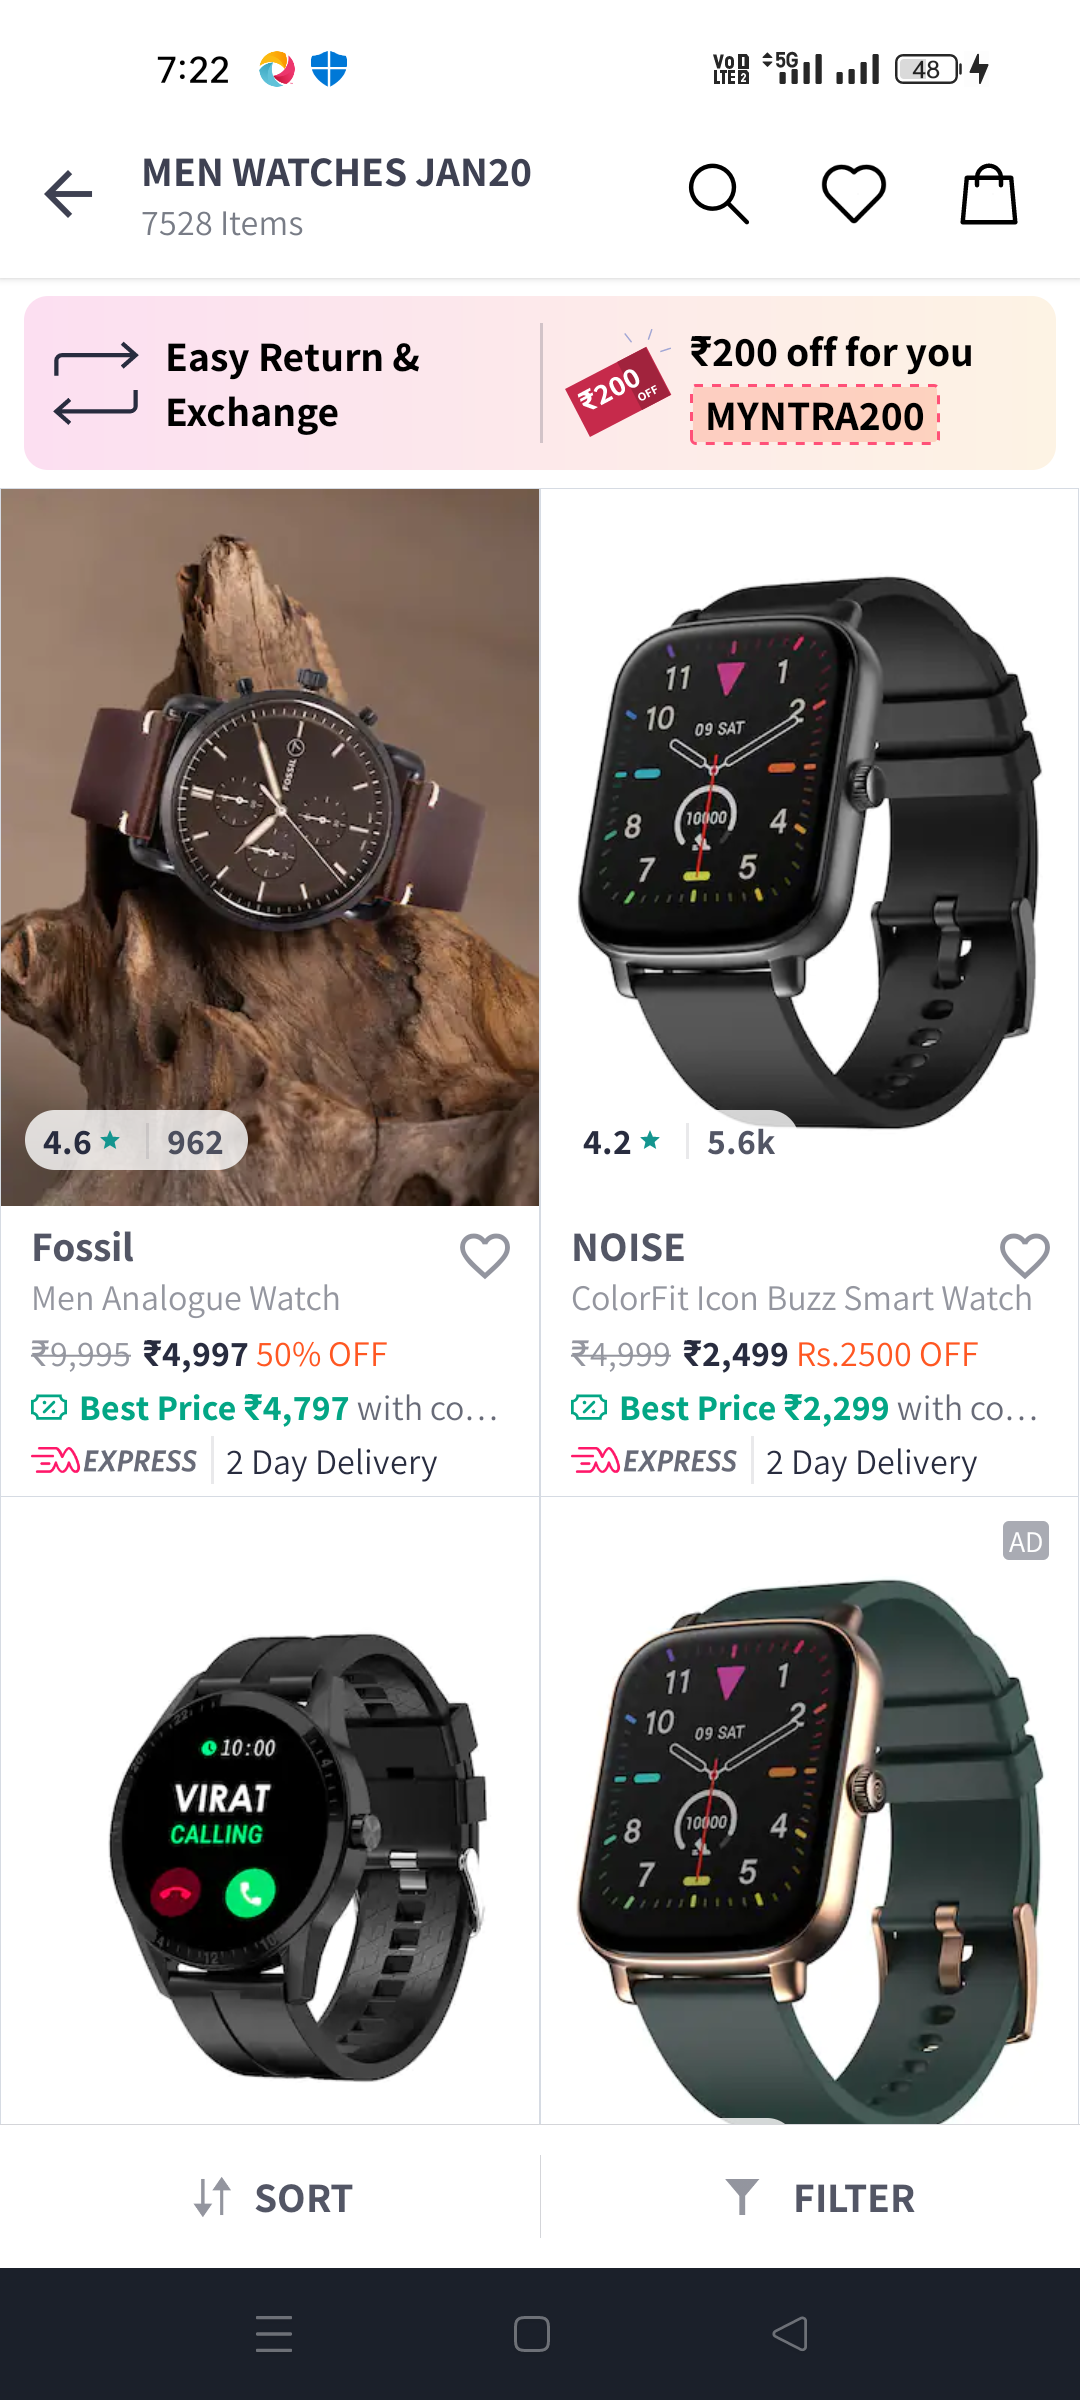 7:22
Vo D
LTE 2
5G
48
MEN WATCHES JAN20
7528 Items
Easy Return &
Exchange
₹200
OFF
₹200 off for you
MYNTRA200
FOSSIL
11 1
10 2
09 SAT
10000
8 4
7 5
4.6 ★ | 962
4.2 ★ | 5.6k
Fossil
Men Analogue Watch
₹9,995 ₹4,997 50% OFF
Best Price ₹4,797 with co...
EXPRESS | 2 Day Delivery
NOISE
ColorFit Icon Buzz Smart Watch
₹4,999 ₹2,499 Rs.2500 OFF
Best Price ₹2,299 with co...
EXPRESS | 2 Day Delivery
10:00
VIRAT
CALLING
AD
11 1
10 2
09 SAT
10000
8 4
7 5
SORT
FILTER